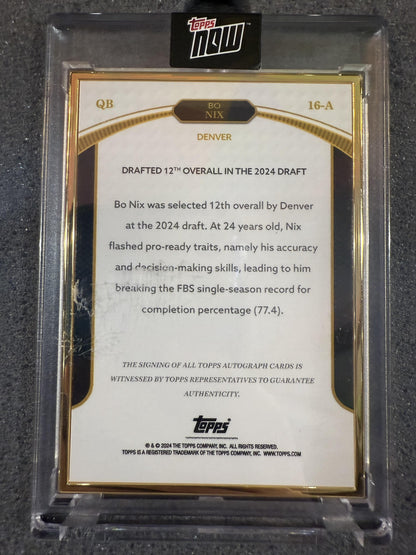 TOPPS
NOW
QB
BO
NIX
16-A
DENVER
DRAFTED 12TH OVERALL IN THE 2024 DRAFT
Bo Nix was selected 12th overall by Denver
at the 2024 draft. At 24 years old, Nix
flashed pro-ready traits, namely his accuracy
and decision-making skills, leading to him
breaking the FBS single-season record for
completion percentage (77.4).
THE SIGNING OF ALL TOPPS AUTOGRAPH CARDS IS
WITNESSED BY TOPPS REPRESENTATIVES TO GUARANTEE
AUTHENTICITY.
topps
® & © 2024 THE TOPPS COMPANY, INC. ALL RIGHTS RESERVED.
TOPPS IS A REGISTERED TRADEMARK OF THE TOPPS COMPANY, INC. WWW.TOPPS.COM